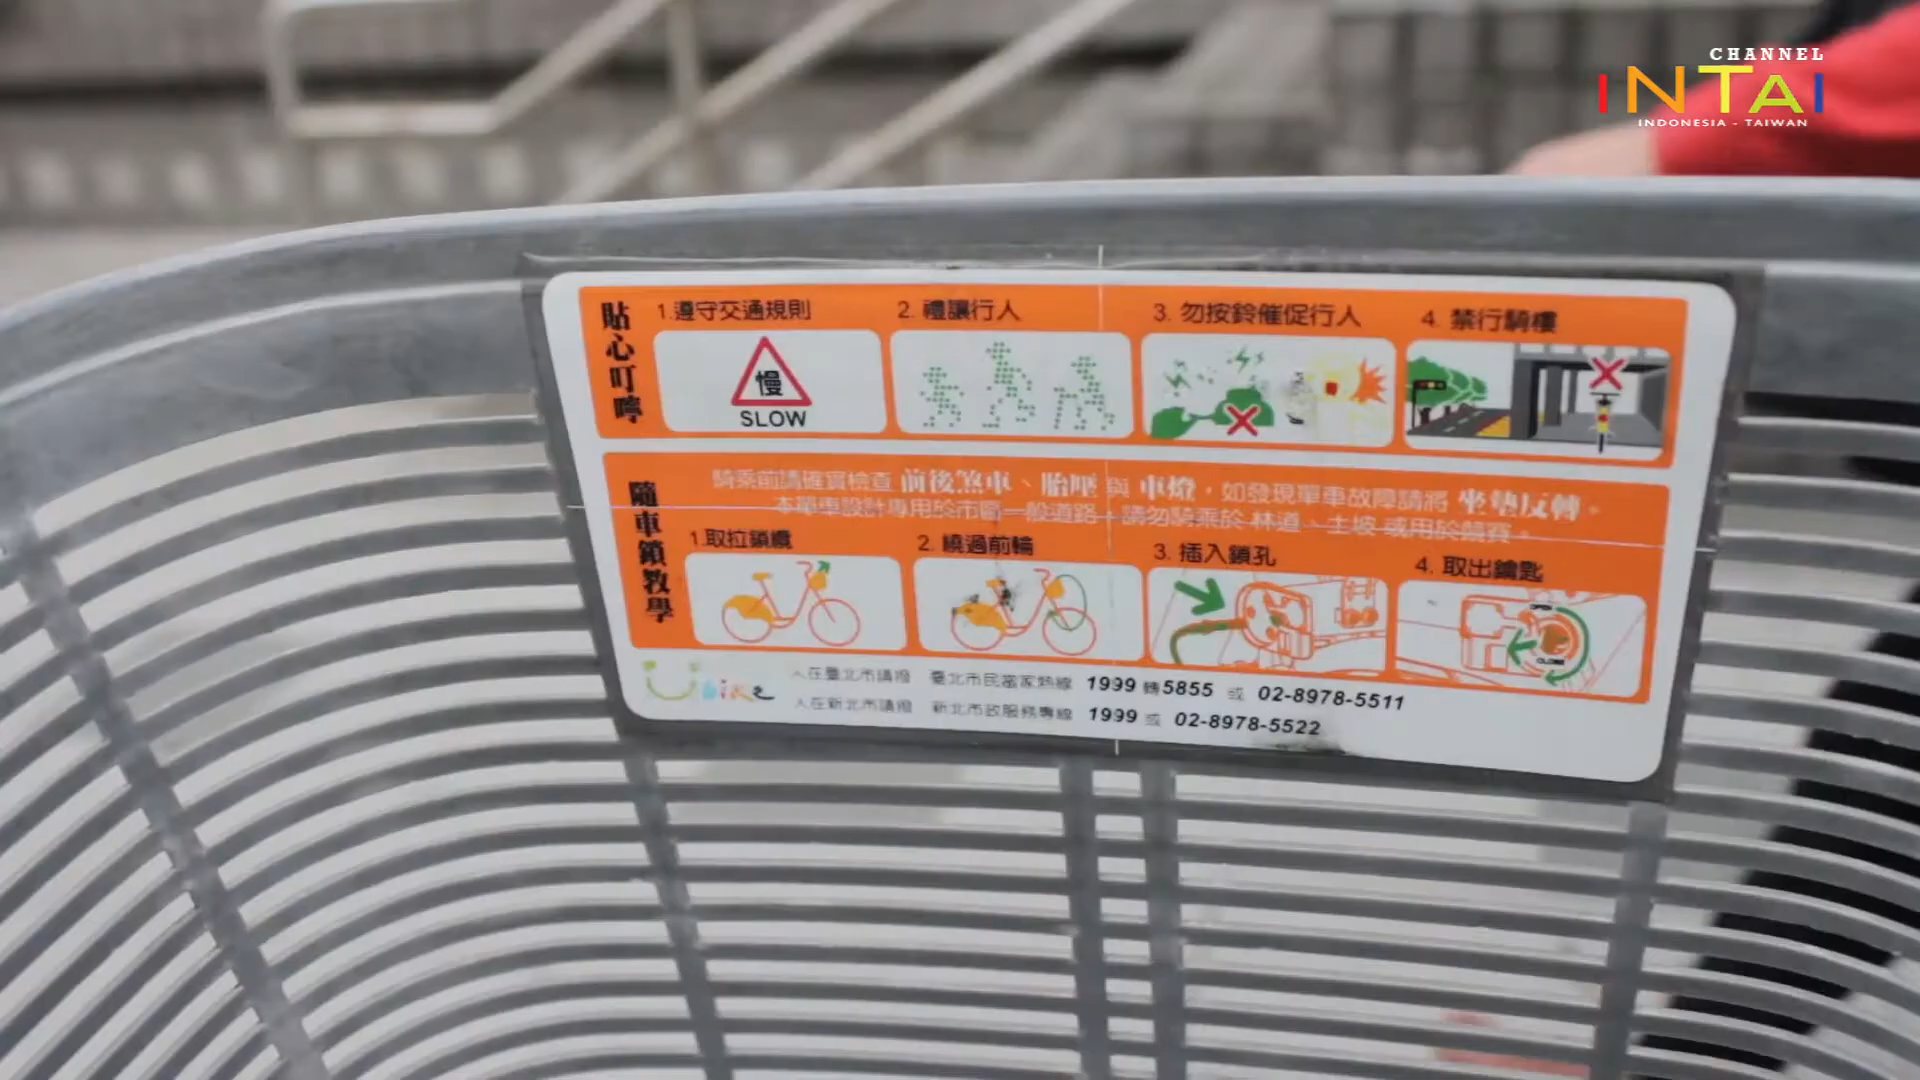 CHANNEL
INTAI
INDONESIA - TAIWAN
貼心叮嚀
1.遵守交通規則
2. 禮讓行人
3. 勿按鈴催促行人
4. 禁行騎樓
慢
SLOW
隨車鎖教學
騎乘前請確實檢查 前後煞車、胎壓 與 車燈，如發現單車故障請將 坐墊反轉。
本單車設計專用於市區一般道路，請勿騎乘於 林道、土坡 或用於競賽。
1.取拉鎖纜
2. 繞過前輪
3. 插入鎖孔
4. 取出鑰匙
OPEN
CLOSE
Ubike
人在臺北市請撥 臺北市民當家熱線 1999 轉5855 或 02-8978-5511
人在新北市請撥 新北市政服務專線 1999 或 02-8978-5522